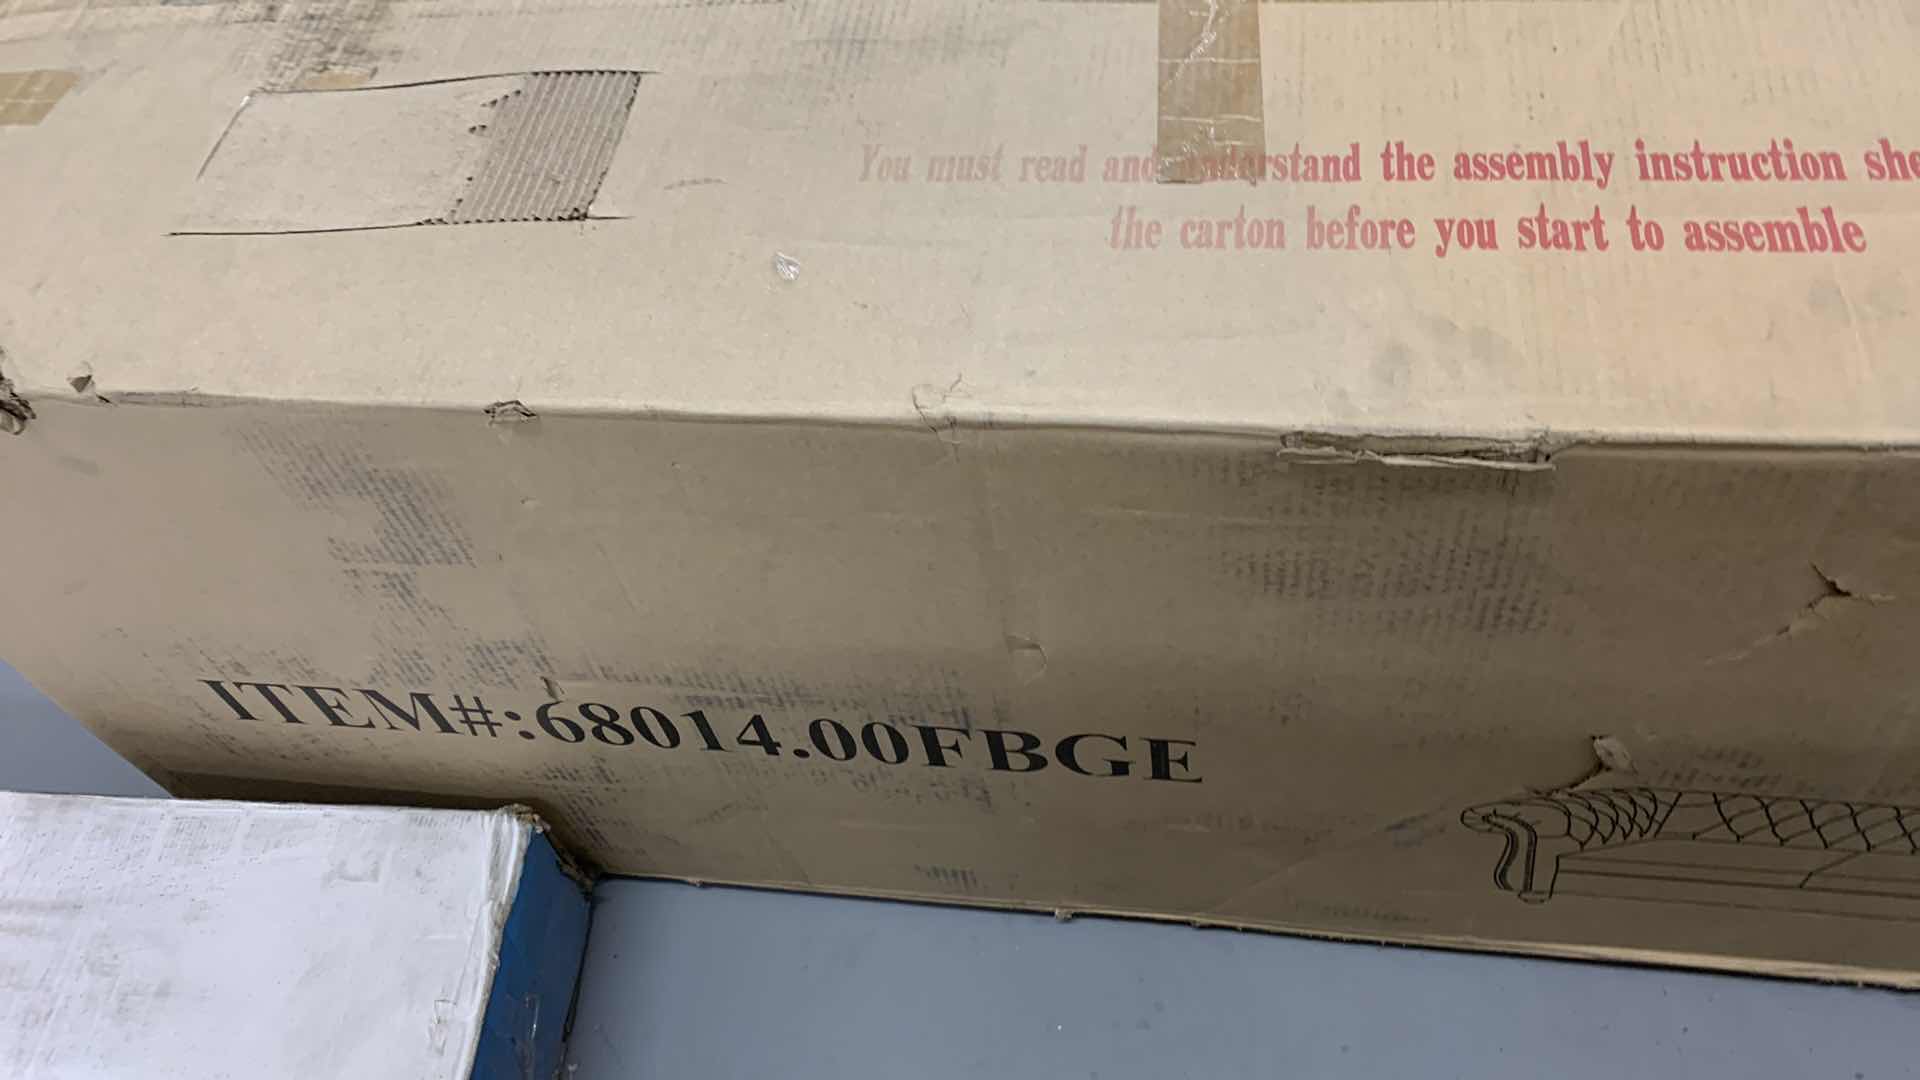 You must read and understand the assembly instruction she
the carton before you start to assemble
ITEM#:68014.00FBGE